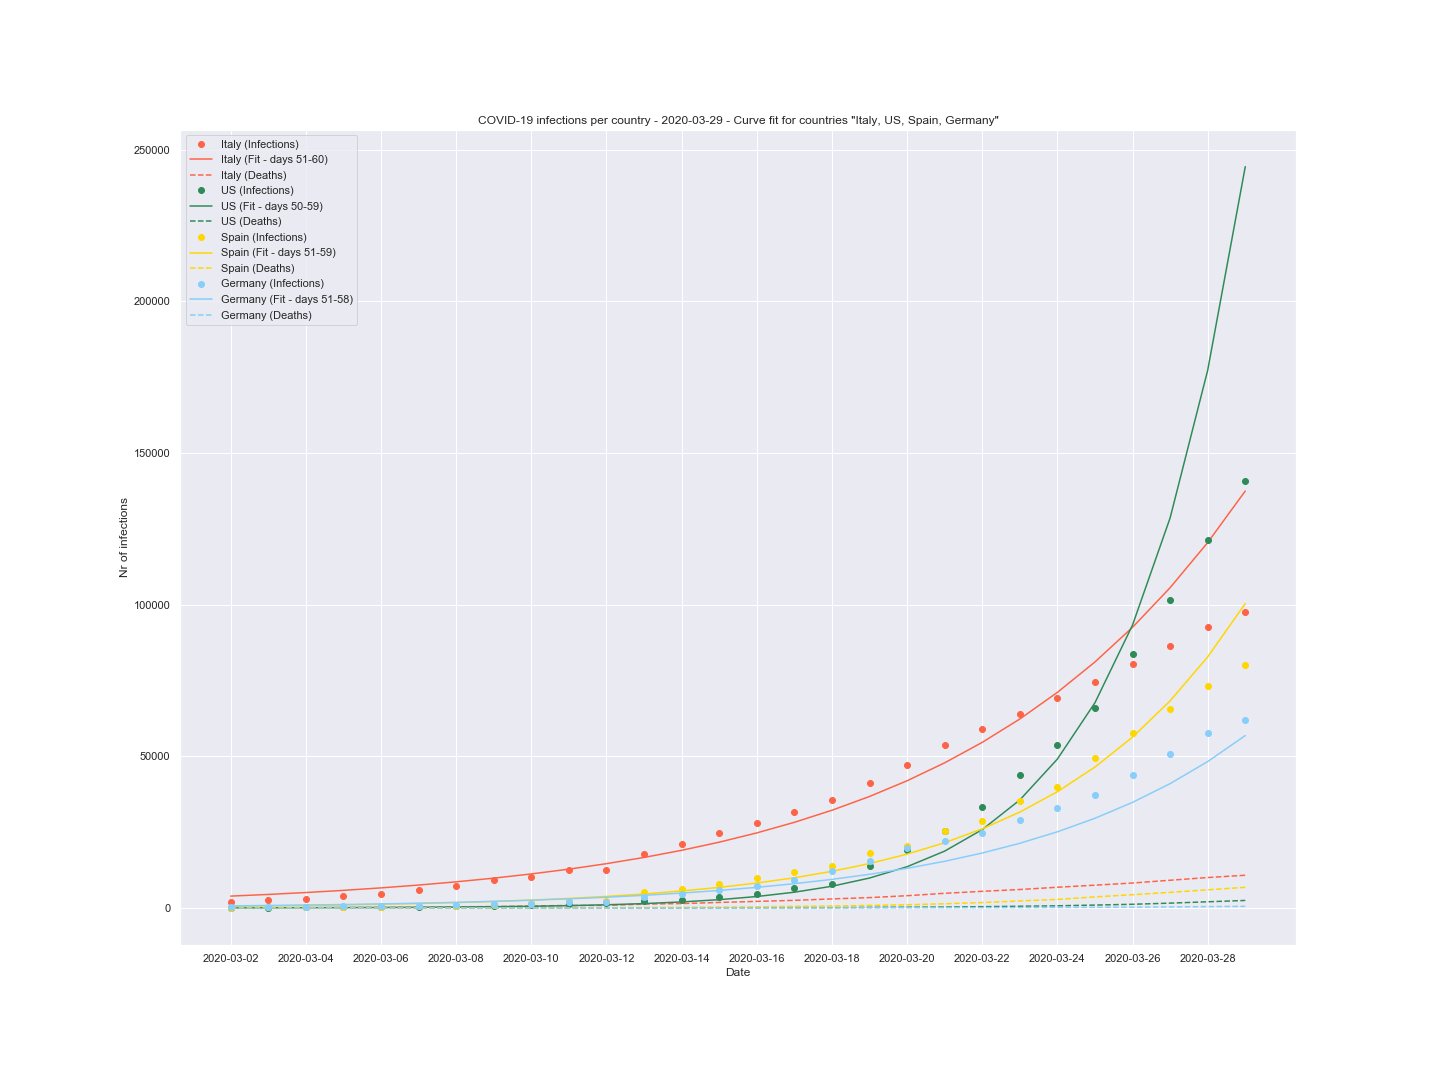 COVID-19 infections per country - 2020-03-29 - Curve fit for countries "Italy, US, Spain, Germany"
Italy (Infections)
Italy (Fit - days 51-60)
Italy (Deaths)
US (Infections)
US (Fit - days 50-59)
US (Deaths)
Spain (Infections)
Spain (Fit - days 51-59)
Spain (Deaths)
Germany (Infections)
Germany (Fit - days 51-58)
Germany (Deaths)
250000
200000
150000
100000
50000
0
Nr of infections
2020-03-02 2020-03-04 2020-03-06 2020-03-08 2020-03-10 2020-03-12 2020-03-14 2020-03-16 2020-03-18 2020-03-20 2020-03-22 2020-03-24 2020-03-26 2020-03-28
Date